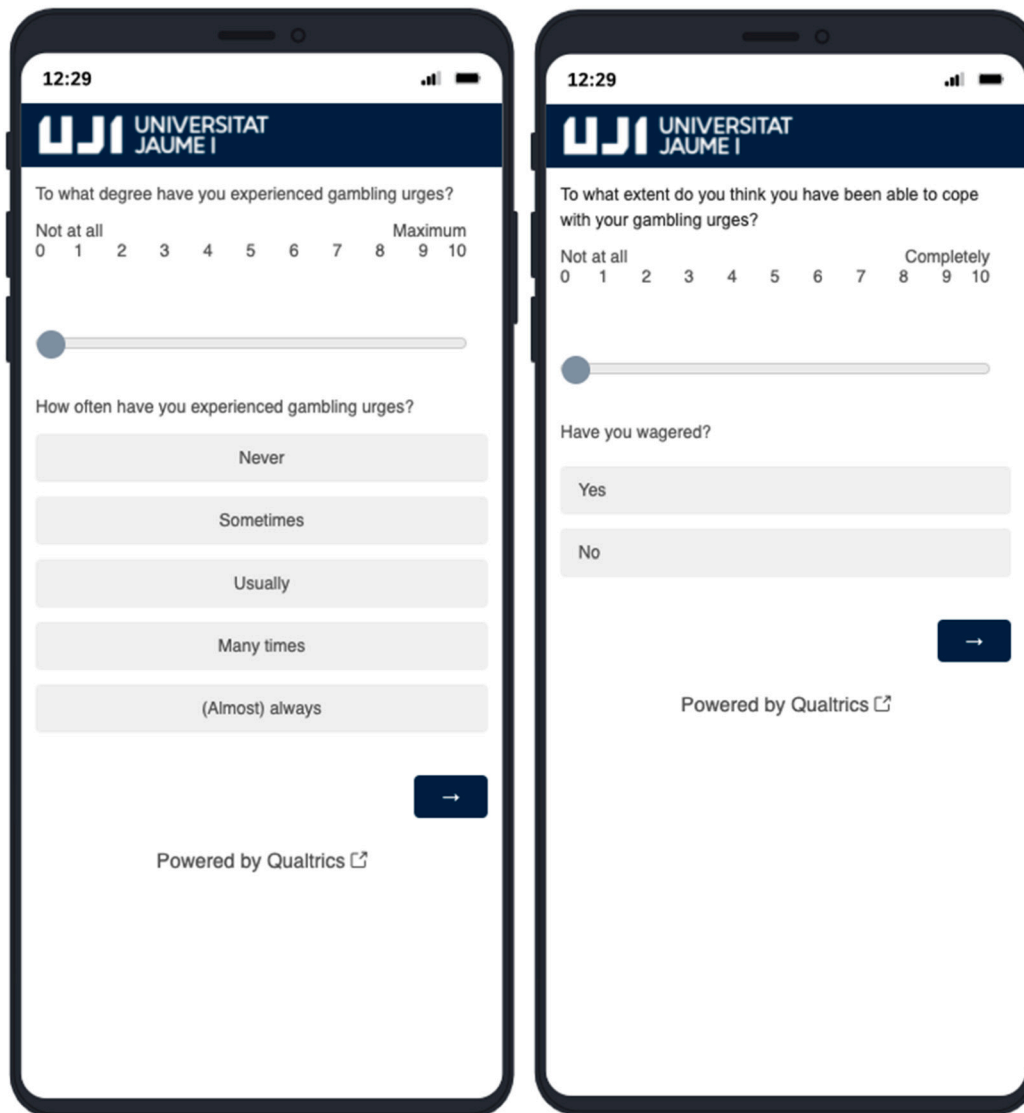 12:29
UJI UNIVERSITAT
JAUME I
To what degree have you experienced gambling urges?
Not at all Maximum
0 1 2 3 4 5 6 7 8 9 10
How often have you experienced gambling urges?
Never
Sometimes
Usually
Many times
(Almost) always
→
Powered by Qualtrics
12:29
UJI UNIVERSITAT
JAUME I
To what extent do you think you have been able to cope
with your gambling urges?
Not at all Completely
0 1 2 3 4 5 6 7 8 9 10
Have you wagered?
Yes
No
→
Powered by Qualtrics